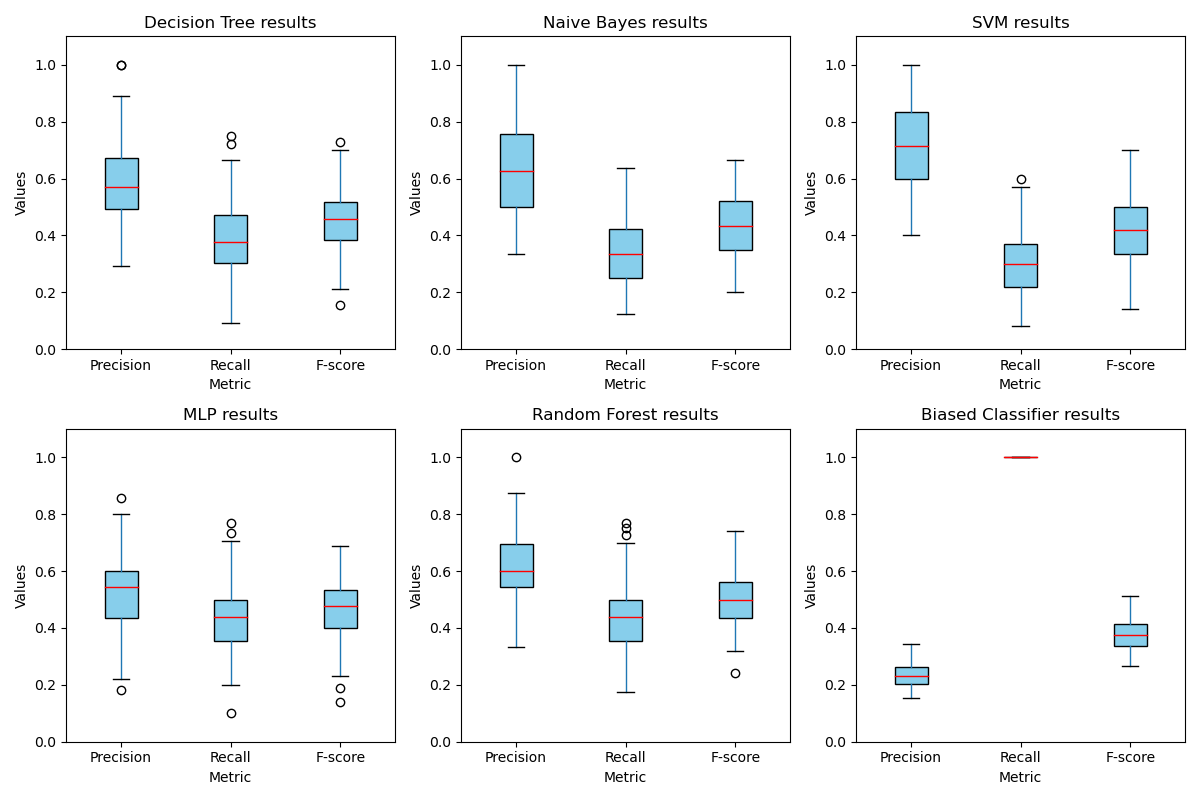 Decision Tree results
1.0
0.8
0.6
0.4
0.2
0.0
Values
Precision Recall F-score
Metric
Naive Bayes results
1.0
0.8
0.6
0.4
0.2
0.0
Values
Precision Recall F-score
Metric
SVM results
1.0
0.8
0.6
0.4
0.2
0.0
Values
Precision Recall F-score
Metric
MLP results
1.0
0.8
0.6
0.4
0.2
0.0
Values
Precision Recall F-score
Metric
Random Forest results
1.0
0.8
0.6
0.4
0.2
0.0
Values
Precision Recall F-score
Metric
Biased Classifier results
1.0
0.8
0.6
0.4
0.2
0.0
Values
Precision Recall F-score
Metric